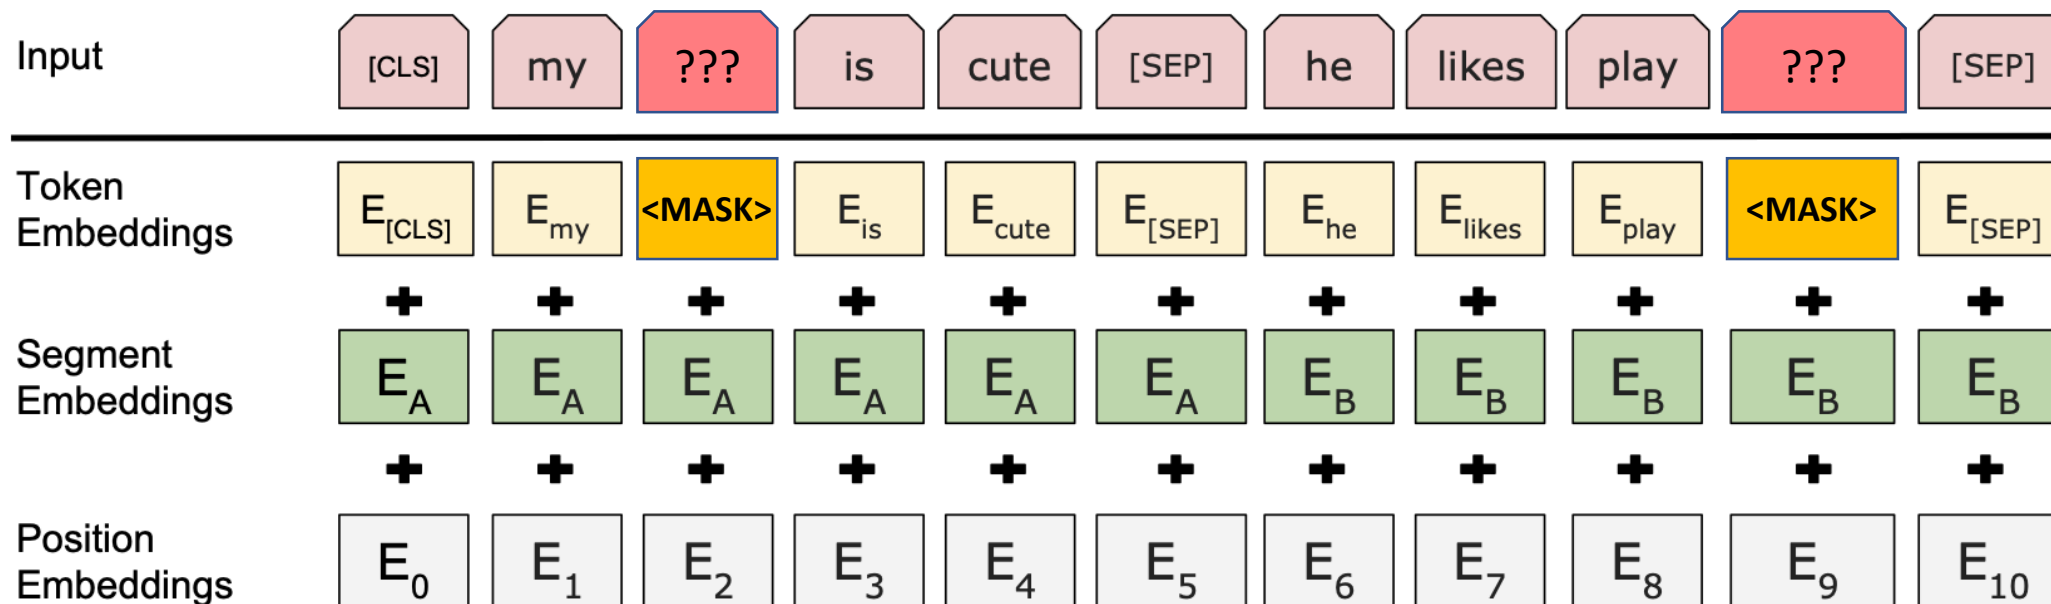 Input [CLS] my ??? is cute [SEP] he likes play ??? [SEP]
Token Embeddings E[CLS] Emy <MASK> Eis Ecute E[SEP] Ehe Elikes Eplay <MASK> E[SEP]
+ + + + + + + + + + +
Segment Embeddings EA EA EA EA EA EA EB EB EB EB EB
+ + + + + + + + + + +
Position Embeddings E0 E1 E2 E3 E4 E5 E6 E7 E8 E9 E10